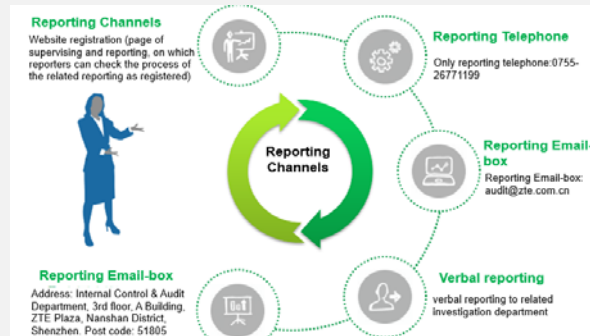 Reporting Channels
Website registration (page of
supervising and reporting, on which
reporters can check the process of
the related reporting as registered)
Reporting Telephone
Only reporting telephone:0755-
26771199
Reporting
Channels
Reporting Email-
box
Reporting Email-box:
audit@zte.com.cn
Verbal reporting
verbal reporting to related
investigation department
Reporting Email-box
Address: Internal Control & Audit
Department, 3rd floor, A Building,
ZTE Plaza, Nanshan District,
Shenzhen. Post code: 51805